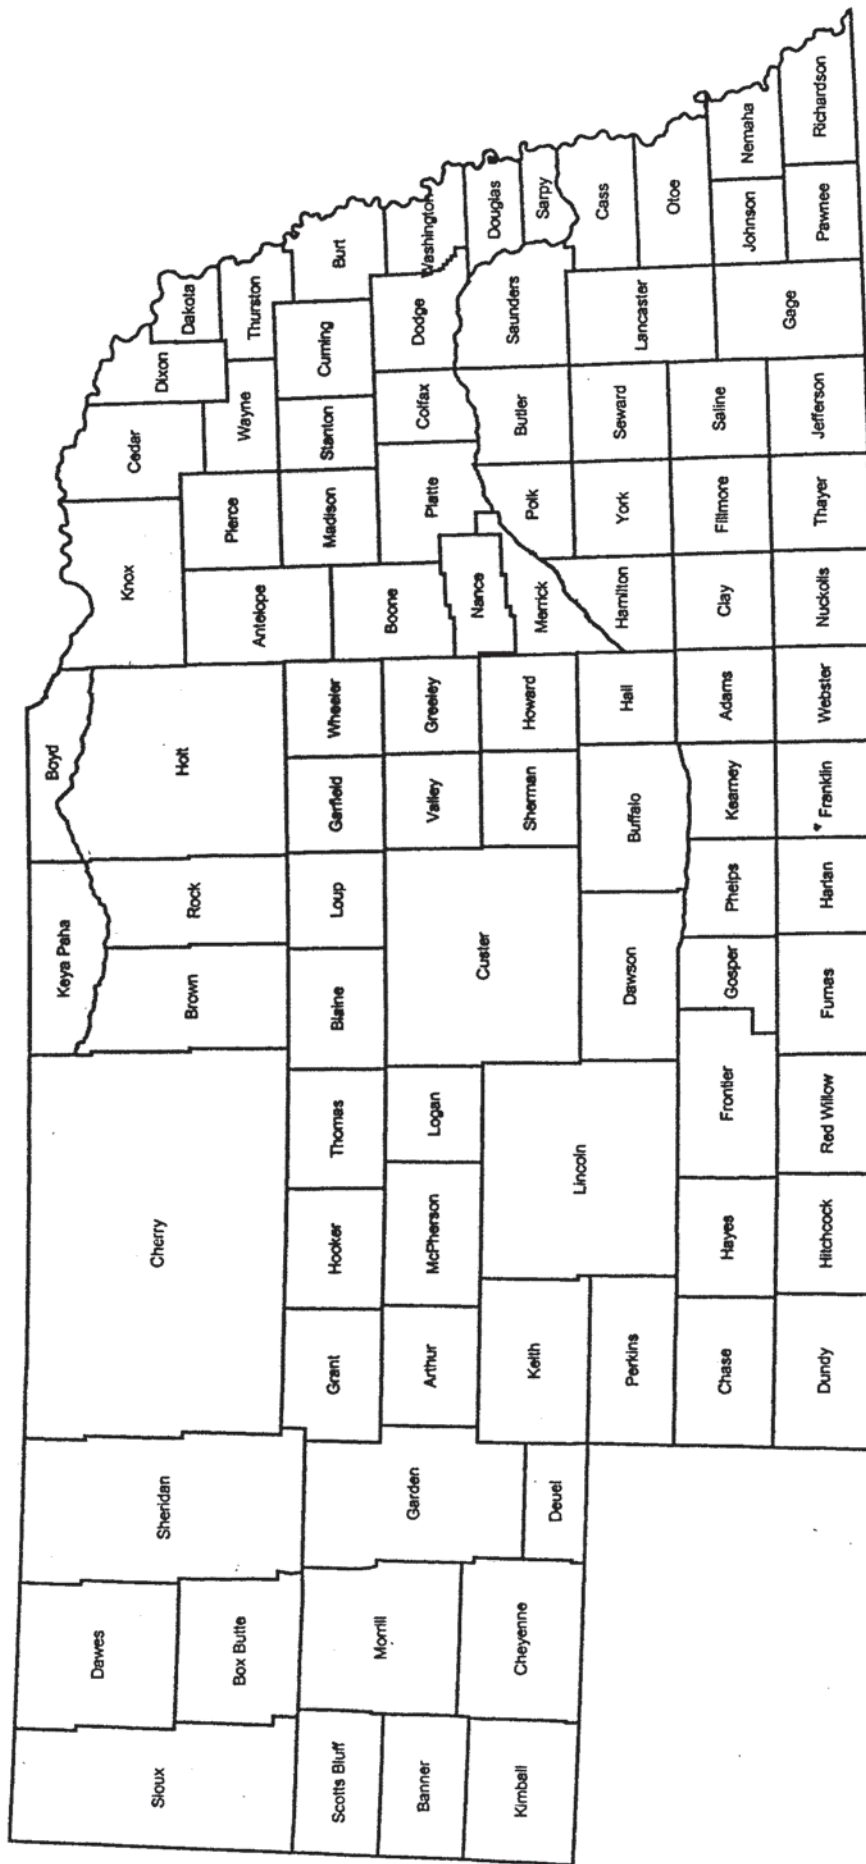 Sioux
Dawes
Box Butte
Sheridan
Cherry
Keya Paha
Boyd
Brown
Rock
Holt
Knox
Cedar
Dixon
Dakota
Pierce
Wayne
Thurston
Antelope
Madison
Stanton
Cuming
Burt
Scotts Bluff
Banner
Kimball
Morrill
Cheyenne
Garden
Deuel
Grant
Hooker
Thomas
Blaine
Loup
Garfield
Wheeler
Arthur
McPherson
Logan
Custer
Valley
Greeley
Boone
Nance
Platte
Colfax
Dodge
Washington
Keith
Lincoln
Sherman
Howard
Merrick
Polk
Butler
Saunders
Douglas
Sarpy
Perkins
Dawson
Buffalo
Hall
Hamilton
York
Seward
Lancaster
Cass
Otoe
Chase
Hayes
Frontier
Gosper
Phelps
Kearney
Adams
Clay
Fillmore
Saline
Gage
Johnson
Nemaha
Dundy
Hitchcock
Red Willow
Furnas
Harlan
Franklin
Webster
Nuckolls
Thayer
Jefferson
Pawnee
Richardson